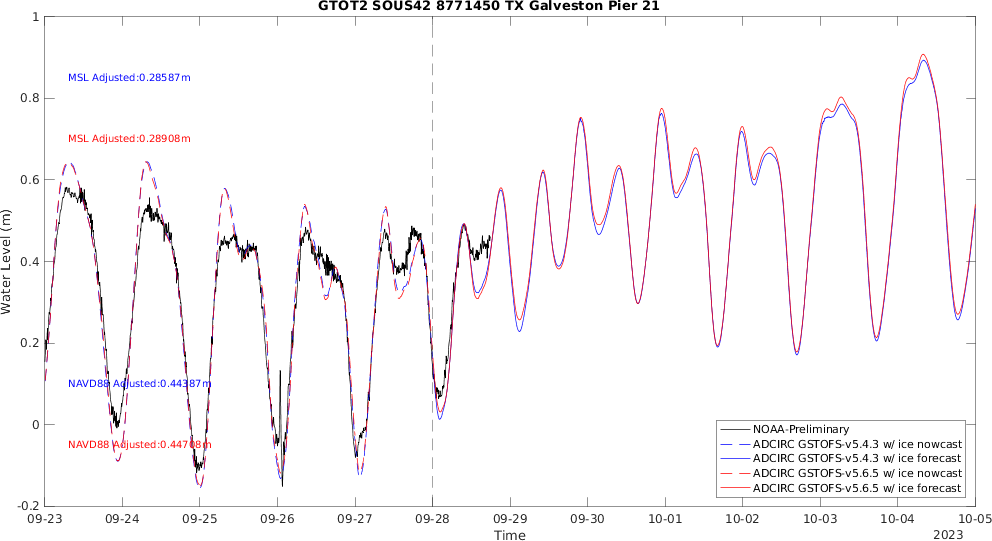 GTOT2 SOUS42 8771450 TX Galveston Pier 21
Water Level (m)
1
0.8
0.6
0.4
0.2
0
-0.2
MSL Adjusted:0.28587m
MSL Adjusted:0.28908m
NAVD88 Adjusted:0.44387m
NAVD88 Adjusted:0.44708m
NOAA-Preliminary
ADCIRC GSTOFS-v5.4.3 w/ ice nowcast
ADCIRC GSTOFS-v5.4.3 w/ ice forecast
ADCIRC GSTOFS-v5.6.5 w/ ice nowcast
ADCIRC GSTOFS-v5.6.5 w/ ice forecast
09-23 09-24 09-25 09-26 09-27 09-28 09-29 09-30 10-01 10-02 10-03 10-04 10-05
Time
2023